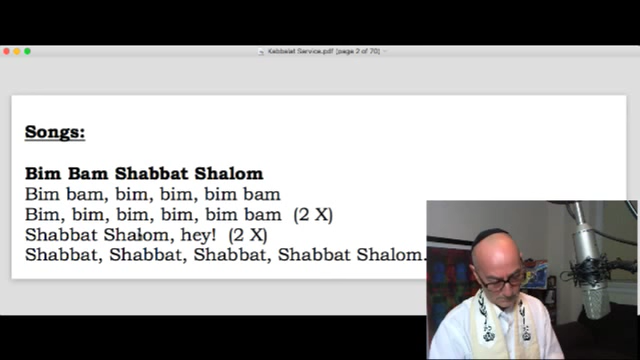 Kabbalat Service.pdf (page 2 of 70)
Songs:
Bim Bam Shabbat Shalom
Bim bam, bim, bim, bim bam
Bim, bim, bim, bim, bim bam (2 X)
Shabbat Shalom, hey! (2 X)
Shabbat, Shabbat, Shabbat, Shabbat Shalom.